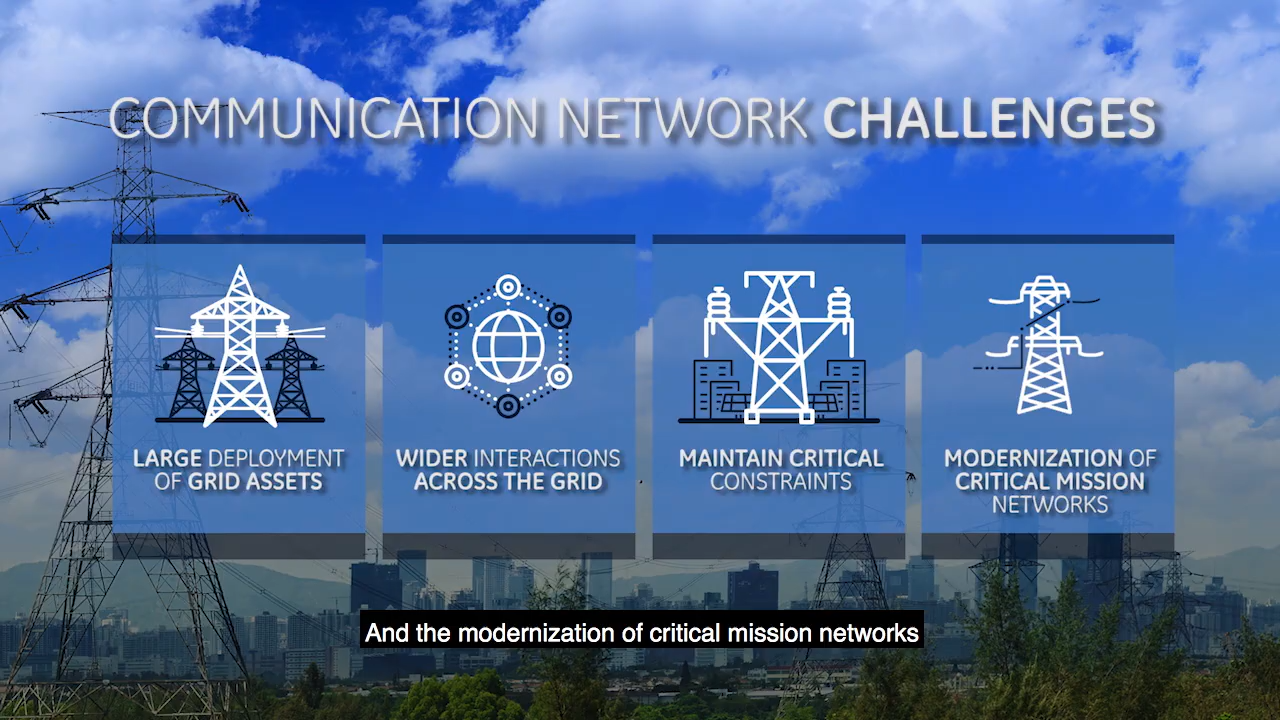 COMMUNICATION NETWORK CHALLENGES
LARGE DEPLOYMENT
OF GRID ASSETS
WIDER INTERACTIONS
ACROSS THE GRID
MAINTAIN CRITICAL
CONSTRAINTS
MODERNIZATION OF
CRITICAL MISSION
NETWORKS
And the modernization of critical mission networks